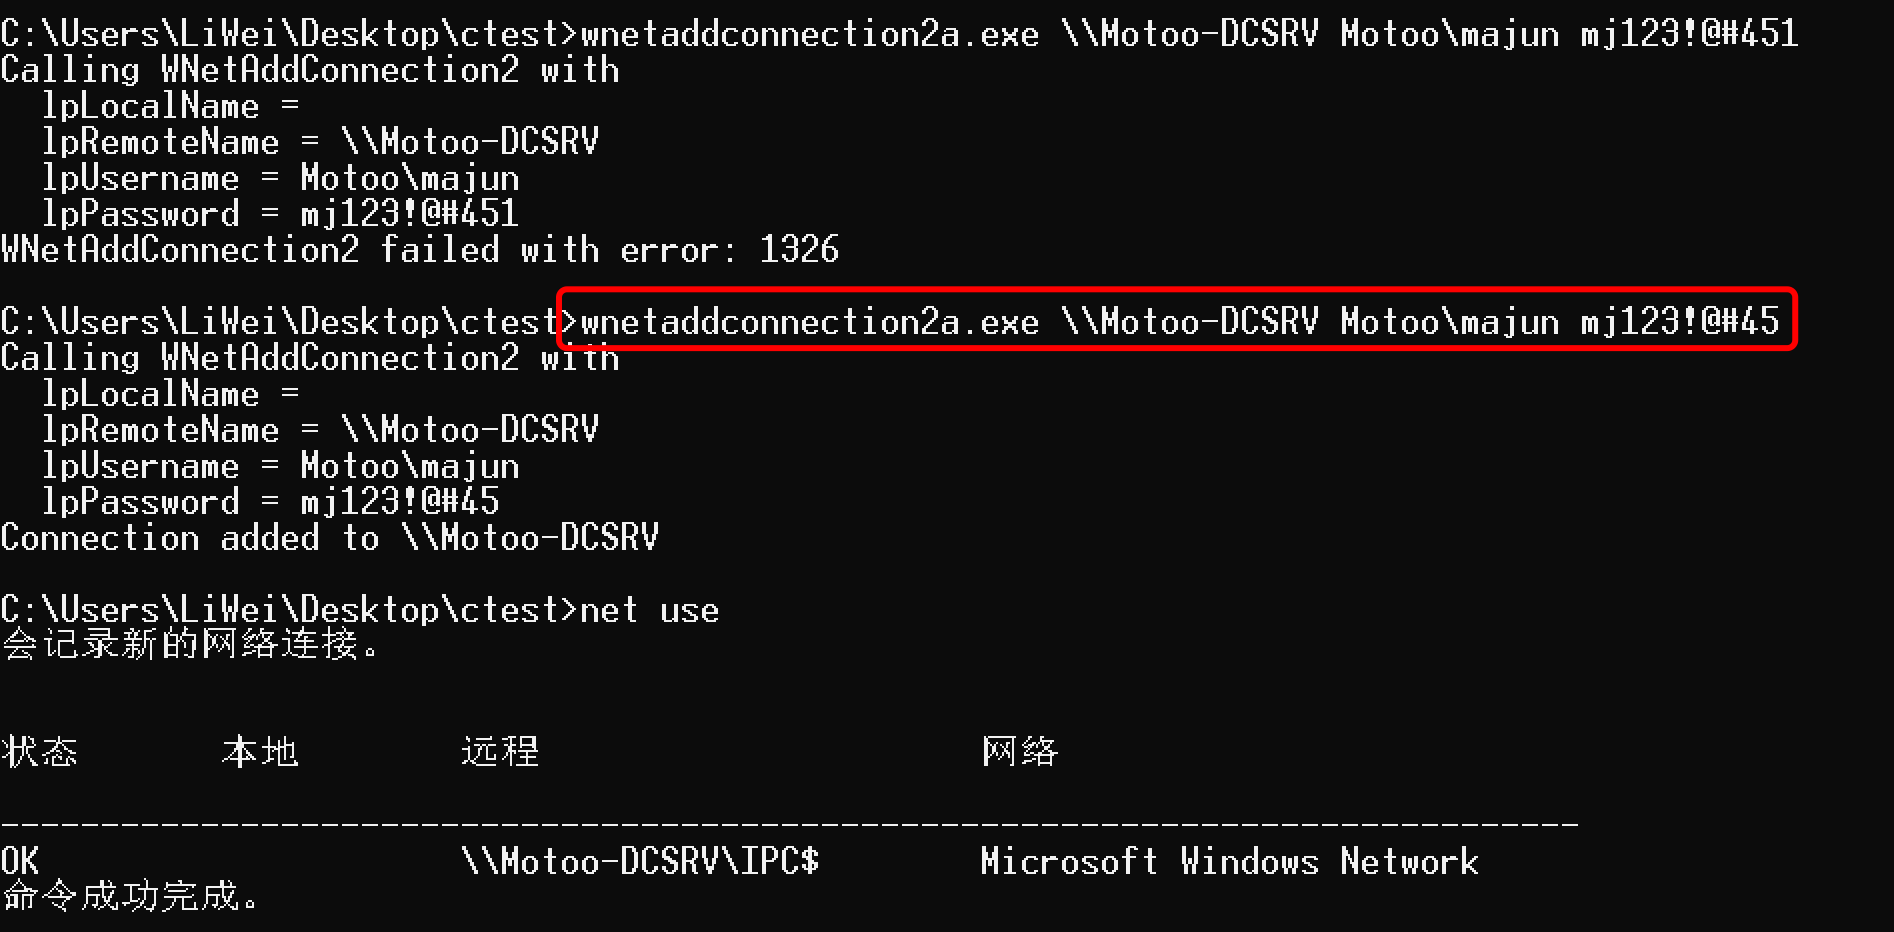 C:\Users\LiWei\Desktop\ctest>wnetaddconnection2a.exe \\Motoo-DCSRV Motoo\majun mj123!@#451
Calling WNetAddConnection2 with
  lpLocalName =
  lpRemoteName = \\Motoo-DCSRV
  lpUsername = Motoo\majun
  lpPassword = mj123!@#451
WNetAddConnection2 failed with error: 1326
C:\Users\LiWei\Desktop\ctest>wnetaddconnection2a.exe \\Motoo-DCSRV Motoo\majun mj123!@#45
Calling WNetAddConnection2 with
  lpLocalName =
  lpRemoteName = \\Motoo-DCSRV
  lpUsername = Motoo\majun
  lpPassword = mj123!@#45
Connection added to \\Motoo-DCSRV
C:\Users\LiWei\Desktop\ctest>net use
会记录新的网络连接。
状态       本地        远程                      网络
-------------------------------------------------------------------------------
OK                     \\Motoo-DCSRV\IPC$        Microsoft Windows Network
命令成功完成。